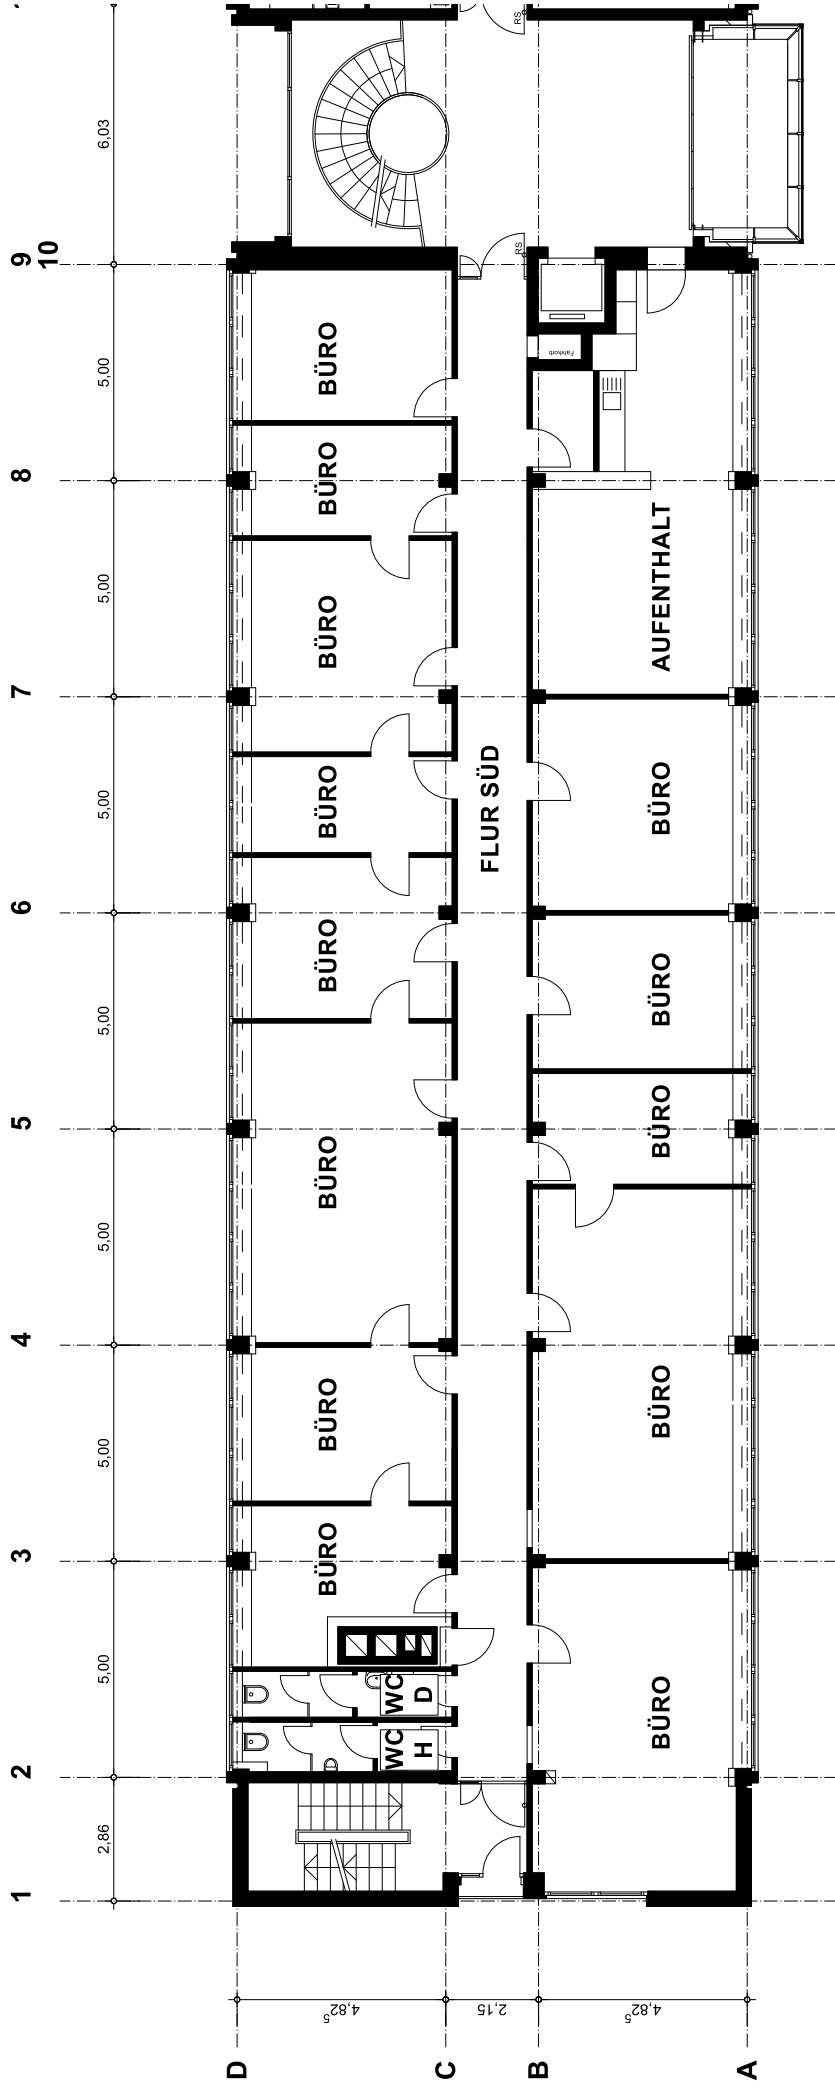 RS
6,03
9
10
RS
5,00
BÜRO
Fahrkorb
8
BÜRO
5,00
BÜRO
AUFENTHALT
7
5,00
BÜRO
FLUR SÜD
BÜRO
6
BÜRO
BÜRO
5,00
5
BÜRO
BÜRO
5,00
4
BÜRO
BÜRO
5,00
3
BÜRO
5,00
WC
D
BÜRO
WC
H
2
2,86
1
4,82⁵
2,15
4,82⁵
D
C
B
A